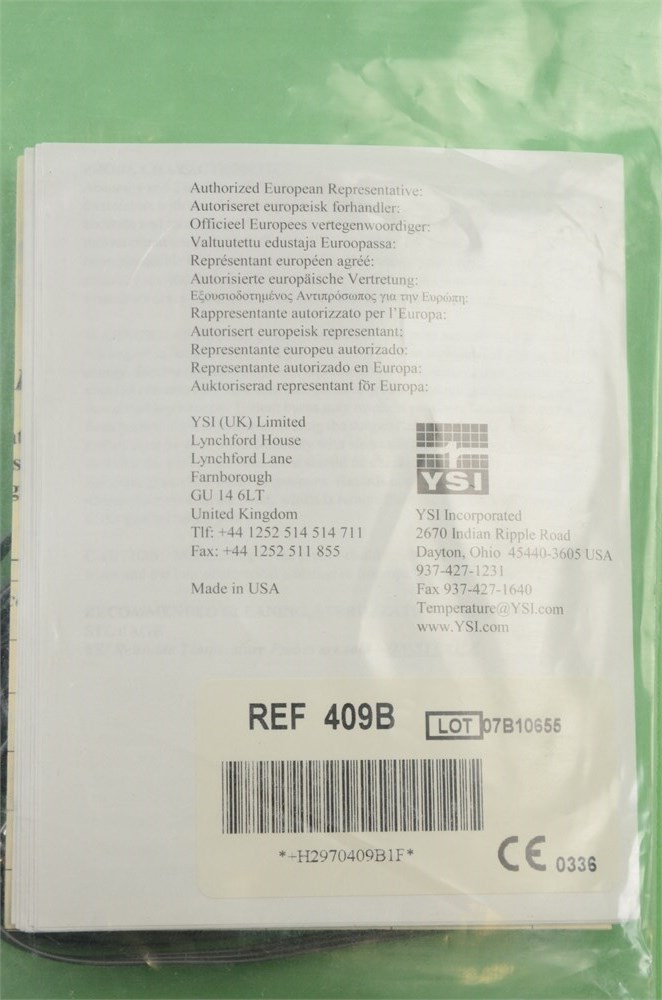 Authorized European Representative:
Autoriseret europæisk forhandler:
Officieel Europees vertegenwoordiger:
Valtuutettu edustaja Euroopassa:
Représentant européen agréé:
Autorisierte europäische Vertretung:
Εξουσιοδοτημένος Αντιπρόσωπος για την Ευρώπη:
Rappresentante autorizzato per l'Europa:
Autorisert europeisk representant:
Representante europeu autorizado:
Representante autorizado en Europa:
Auktoriserad representant för Europa:
YSI (UK) Limited
Lynchford House
Lynchford Lane
Farnborough
GU 14 6LT
United Kingdom
Tlf: +44 1252 514 514 711
Fax: +44 1252 511 855
Made in USA
YSI
YSI Incorporated
2670 Indian Ripple Road
Dayton, Ohio 45440-3605 USA
937-427-1231
Fax 937-427-1640
Temperature@YSI.com
www.YSI.com
REF 409B
LOT 07B10655
*+H2970409B1F*
CE 0336